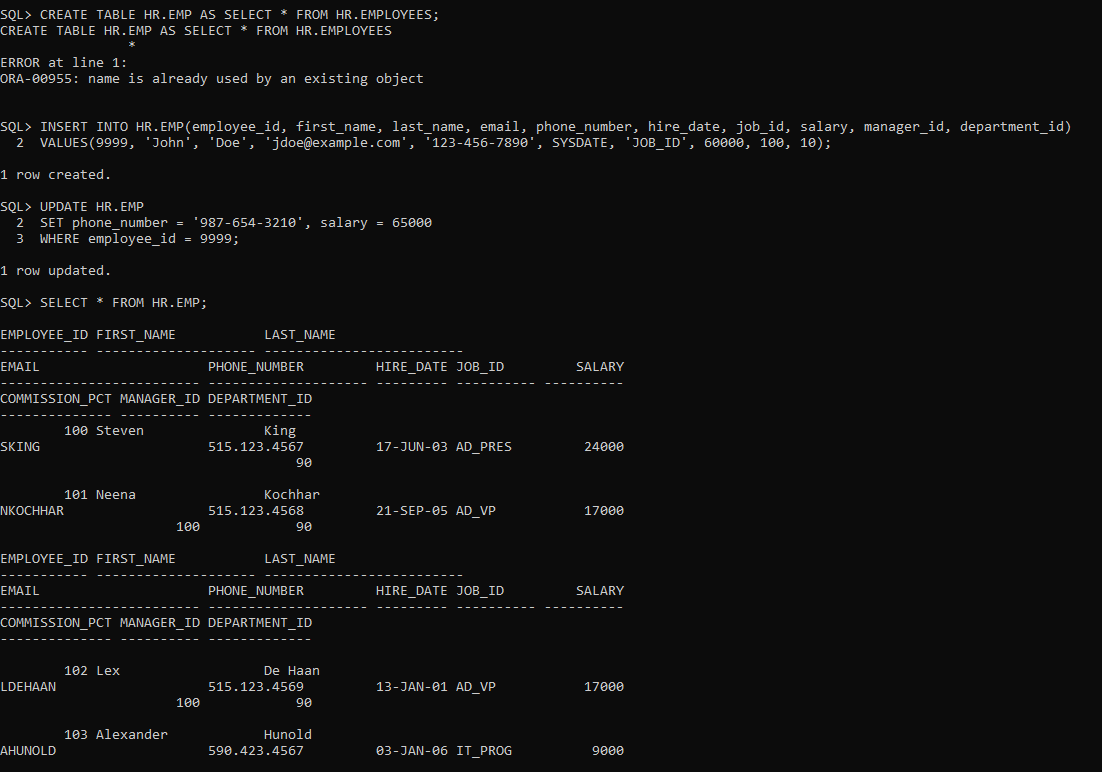 SQL> CREATE TABLE HR.EMP AS SELECT * FROM HR.EMPLOYEES;
CREATE TABLE HR.EMP AS SELECT * FROM HR.EMPLOYEES
                *
ERROR at line 1:
ORA-00955: name is already used by an existing object
SQL> INSERT INTO HR.EMP(employee_id, first_name, last_name, email, phone_number, hire_date, job_id, salary, manager_id, department_id)
  2  VALUES(9999, 'John', 'Doe', 'jdoe@example.com', '123-456-7890', SYSDATE, 'JOB_ID', 60000, 100, 10);
1 row created.
SQL> UPDATE HR.EMP
  2  SET phone_number = '987-654-3210', salary = 65000
  3  WHERE employee_id = 9999;
1 row updated.
SQL> SELECT * FROM HR.EMP;
EMPLOYEE_ID FIRST_NAME           LAST_NAME
----------- -------------------- -------------------------
EMAIL                     PHONE_NUMBER         HIRE_DATE JOB_ID         SALARY
------------------------- -------------------- --------- ---------- ----------
COMMISSION_PCT MANAGER_ID DEPARTMENT_ID
-------------- ---------- -------------
        100 Steven               King
SKING                     515.123.4567         17-JUN-03 AD_PRES         24000
                                     90
        101 Neena                Kochhar
NKOCHHAR                  515.123.4568         21-SEP-05 AD_VP           17000
                      100            90
EMPLOYEE_ID FIRST_NAME           LAST_NAME
----------- -------------------- -------------------------
EMAIL                     PHONE_NUMBER         HIRE_DATE JOB_ID         SALARY
------------------------- -------------------- --------- ---------- ----------
COMMISSION_PCT MANAGER_ID DEPARTMENT_ID
-------------- ---------- -------------
        102 Lex                  De Haan
LDEHAAN                   515.123.4569         13-JAN-01 AD_VP           17000
                      100            90
        103 Alexander            Hunold
AHUNOLD                   590.423.4567         03-JAN-06 IT_PROG          9000